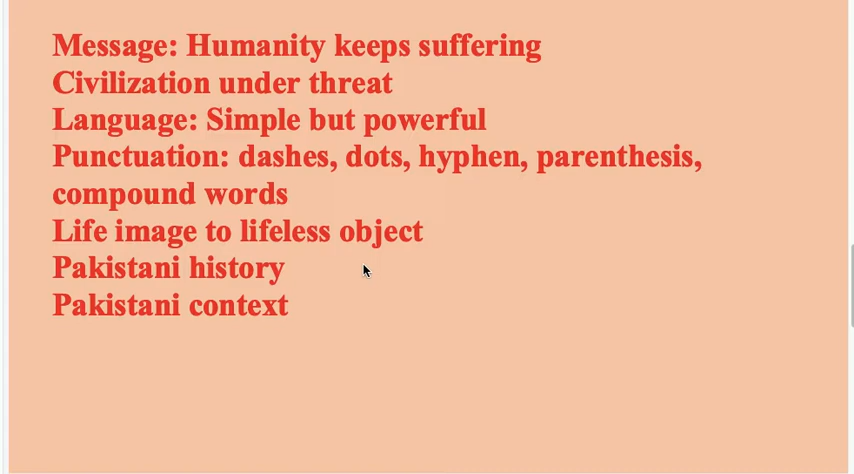 Message: Humanity keeps suffering
Civilization under threat
Language: Simple but powerful
Punctuation: dashes, dots, hyphen, parenthesis,
compound words
Life image to lifeless object
Pakistani history
Pakistani context